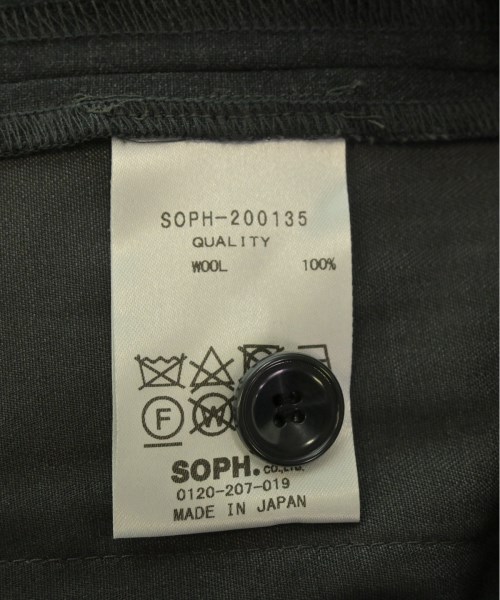 SOPH-200135
QUALITY
WOOL 100%
F W
SOPH. CO.,LTD.
0120-207-019
MADE IN JAPAN